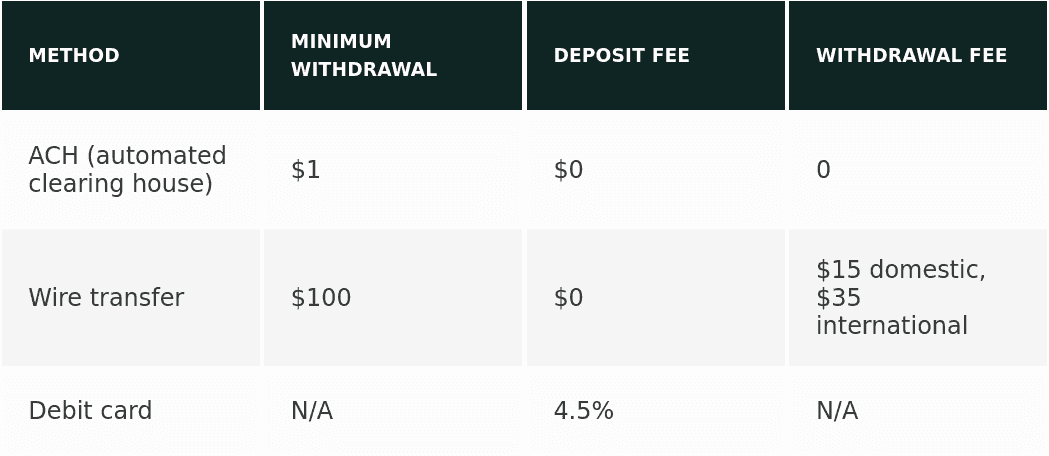 METHOD
MINIMUM
WITHDRAWAL
DEPOSIT FEE
WITHDRAWAL FEE
ACH (automated
clearing house)
$1
$0
0
Wire transfer
$100
$0
$15 domestic,
$35
international
Debit card
N/A
4.5%
N/A